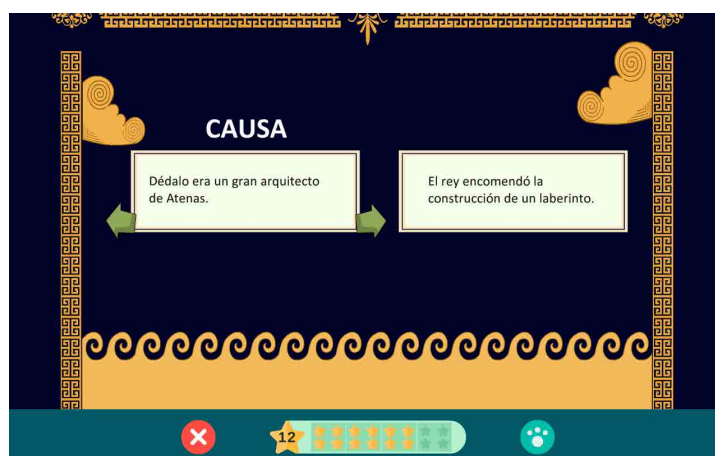 CAUSA
Dédalo era un gran arquitecto
de Atenas.
El rey encomendó la
construcción de un laberinto.
12